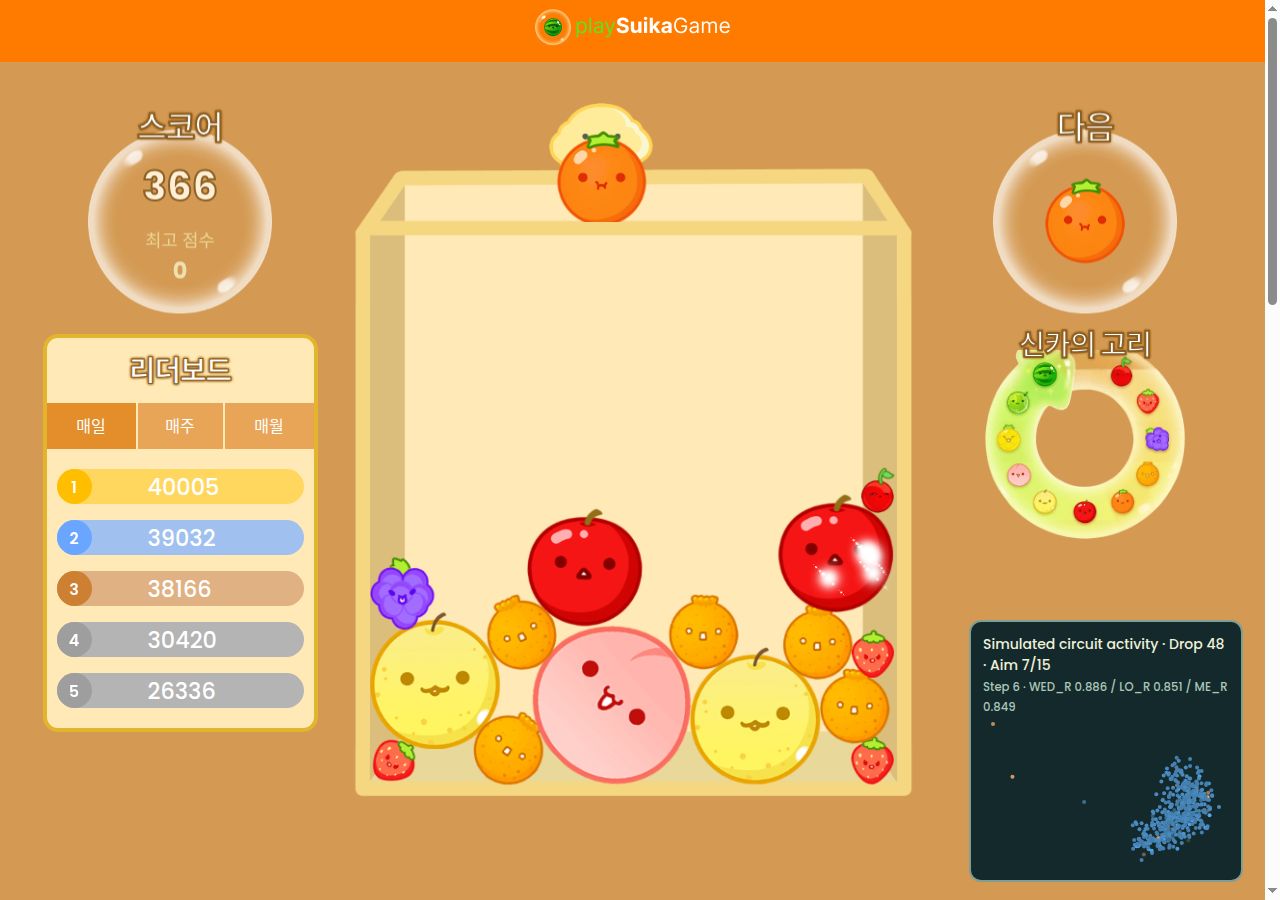 playSuikaGame
스코어
366
최고 점수
0
다음
신카의 고리
리더보드
매일 매주 매월
1 40005
2 39032
3 38166
4 30420
5 26336
Simulated circuit activity · Drop 48
· Aim 7/15
Step 6 · WED_R 0.886 / LO_R 0.851 / ME_R
0.849